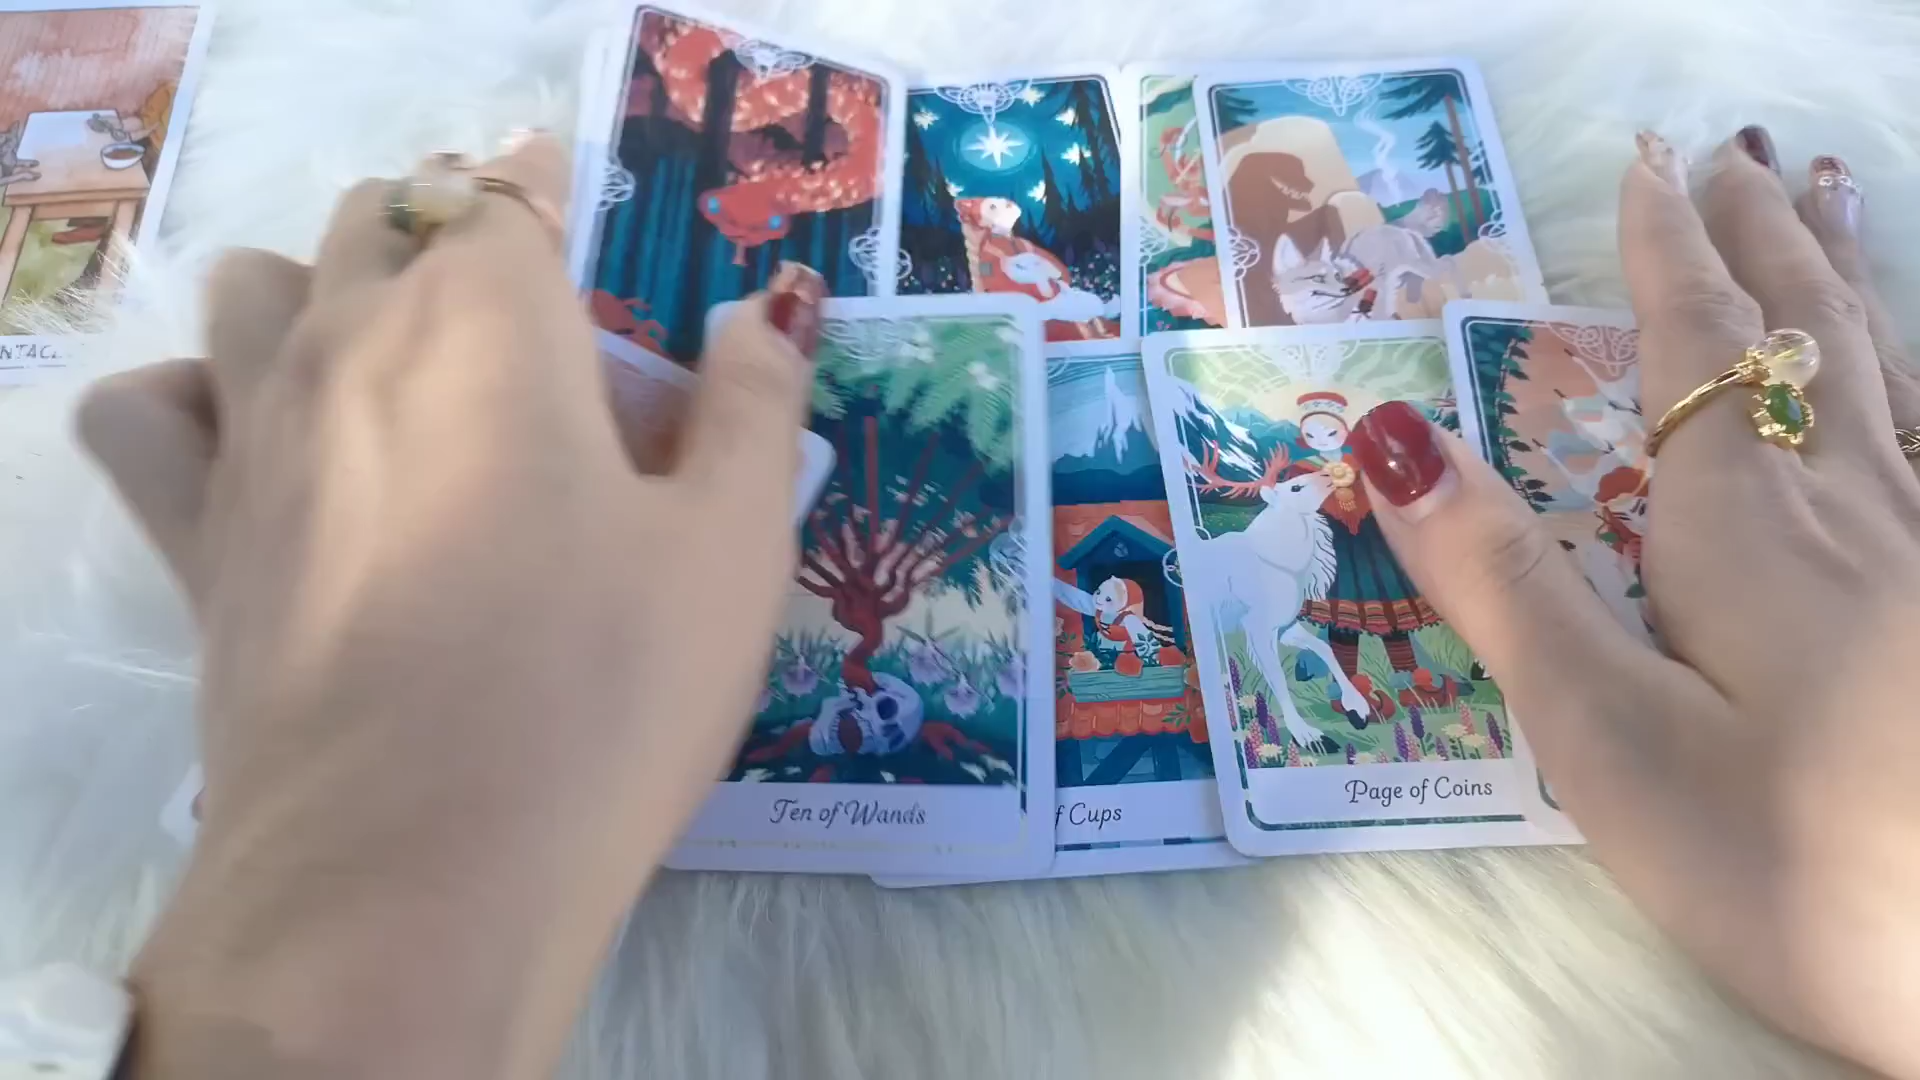 NTACL
Ten of Wands
f Cups
Page of Coins